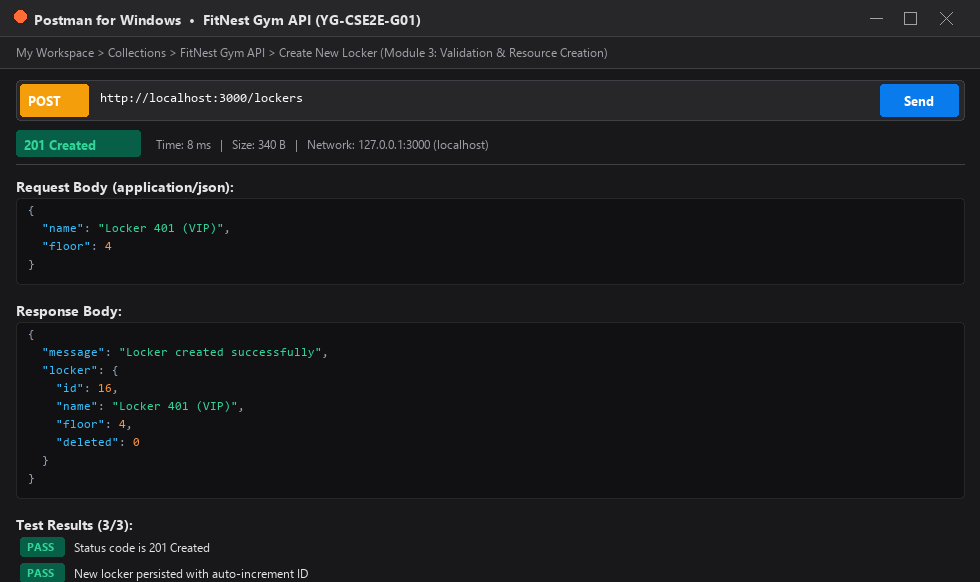 Postman for Windows • FitNest Gym API (YG-CSE2E-G01)
My Workspace > Collections > FitNest Gym API > Create New Locker (Module 3: Validation & Resource Creation)
POST http://localhost:3000/lockers Send
201 Created Time: 8 ms | Size: 340 B | Network: 127.0.0.1:3000 (localhost)
Request Body (application/json):
{
  "name": "Locker 401 (VIP)",
  "floor": 4
}
Response Body:
{
  "message": "Locker created successfully",
  "locker": {
    "id": 16,
    "name": "Locker 401 (VIP)",
    "floor": 4,
    "deleted": 0
  }
}
Test Results (3/3):
PASS Status code is 201 Created
PASS New locker persisted with auto-increment ID